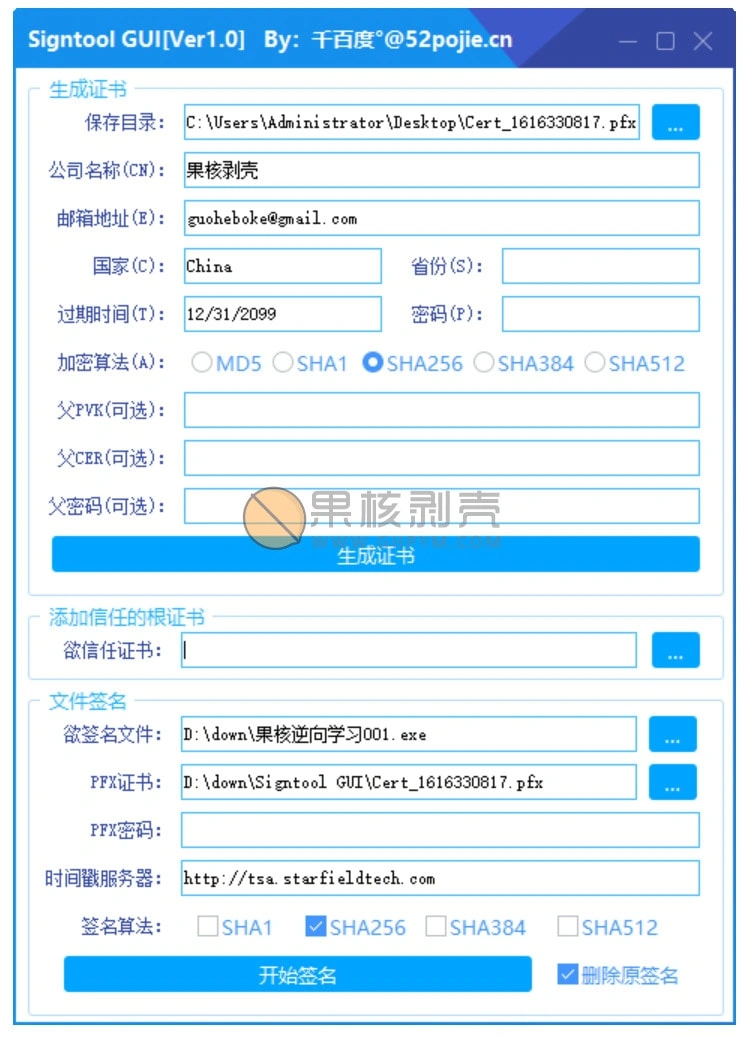 Signtool GUI[Ver1.0] By: 千百度°@52pojie.cn
生成证书
保存目录: C:\Users\Administrator\Desktop\Cert_1616330817.pfx ...
公司名称(CN): 果核剥壳
邮箱地址(E): guoheboke@gmail.com
国家(C): China 省份(S):
过期时间(T): 12/31/2099 密码(P):
加密算法(A): MD5 SHA1 SHA256 SHA384 SHA512
父PVK(可选):
父CER(可选):
父密码(可选):
果核剥壳
生成证书
添加信任的根证书
欲信任证书: ...
文件签名
欲签名文件: D:\down\果核逆向学习001.exe ...
PFX证书: D:\down\Signtool GUI\Cert_1616330817.pfx ...
PFX密码:
时间戳服务器: http://tsa.starfieldtech.com
签名算法: SHA1 SHA256 SHA384 SHA512
开始签名 删除原签名